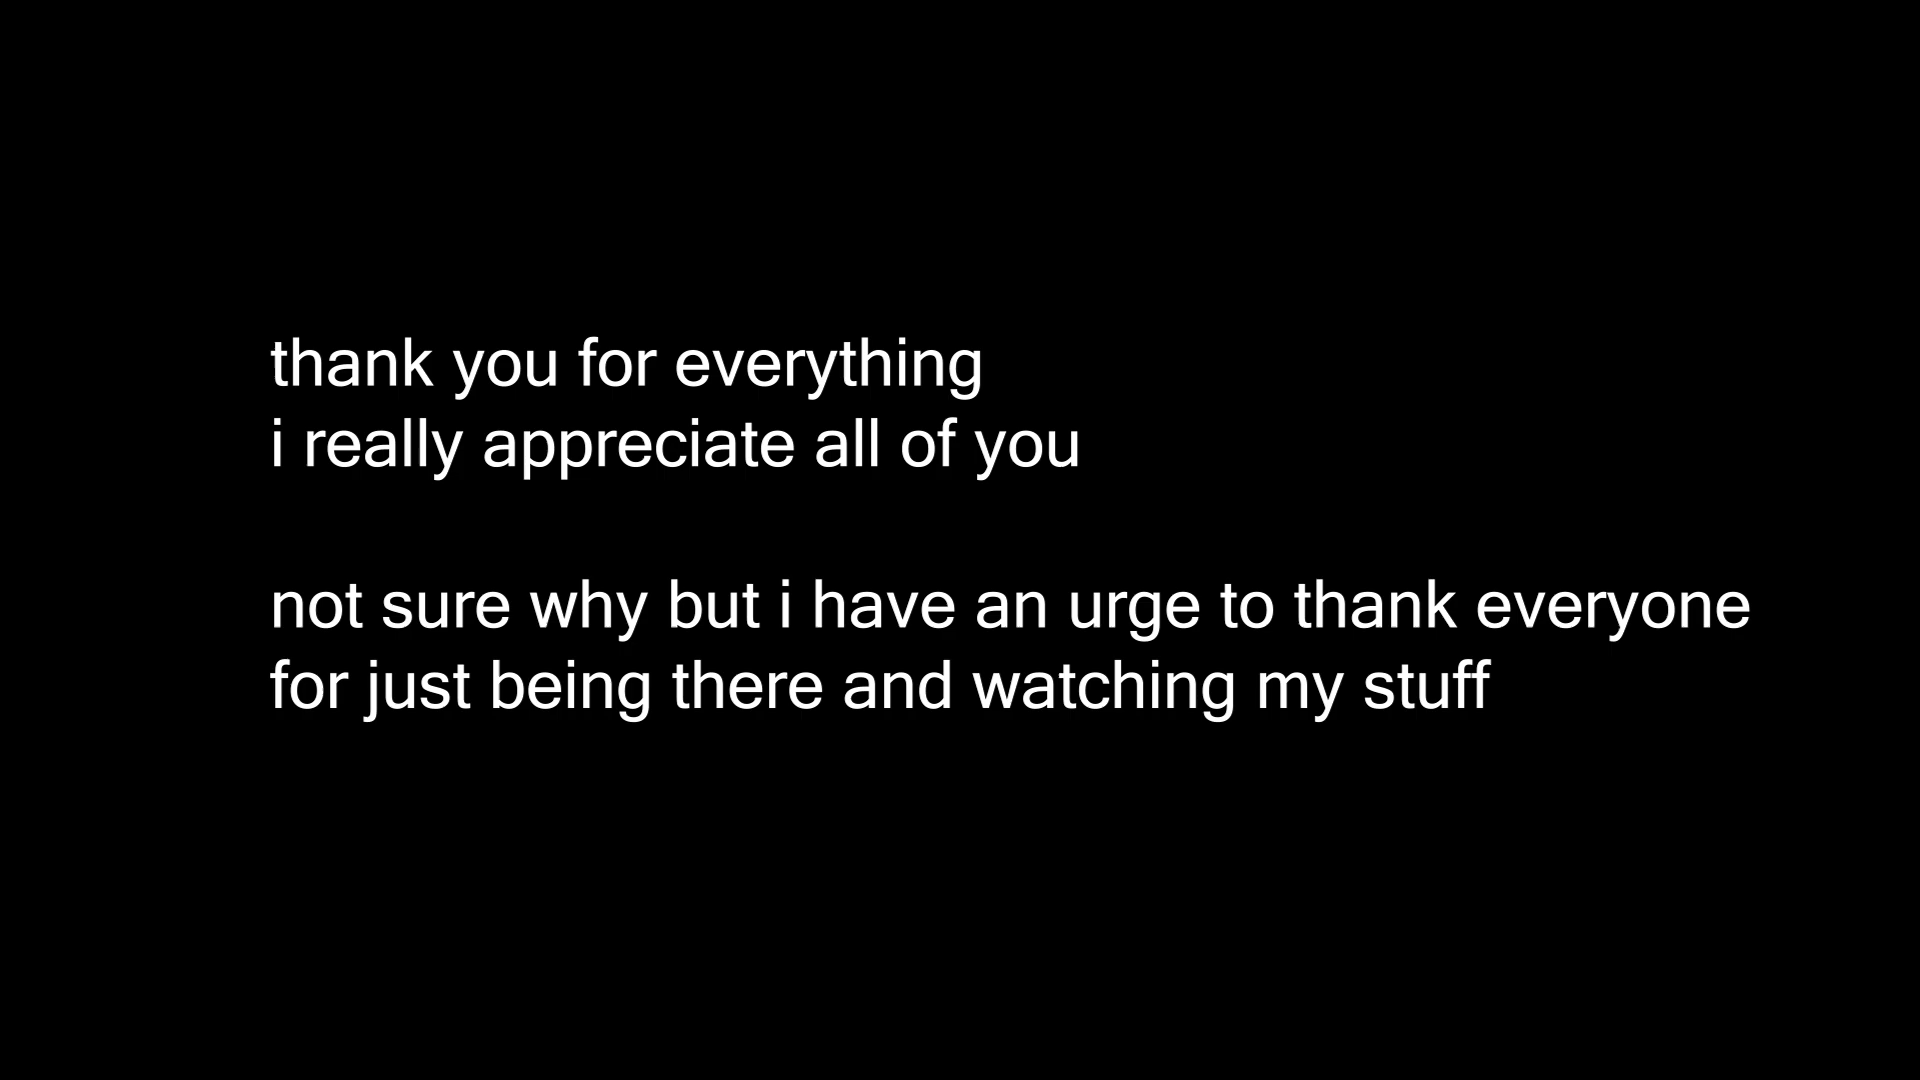 thank you for everything
i really appreciate all of you
not sure why but i have an urge to thank everyone
for just being there and watching my stuff